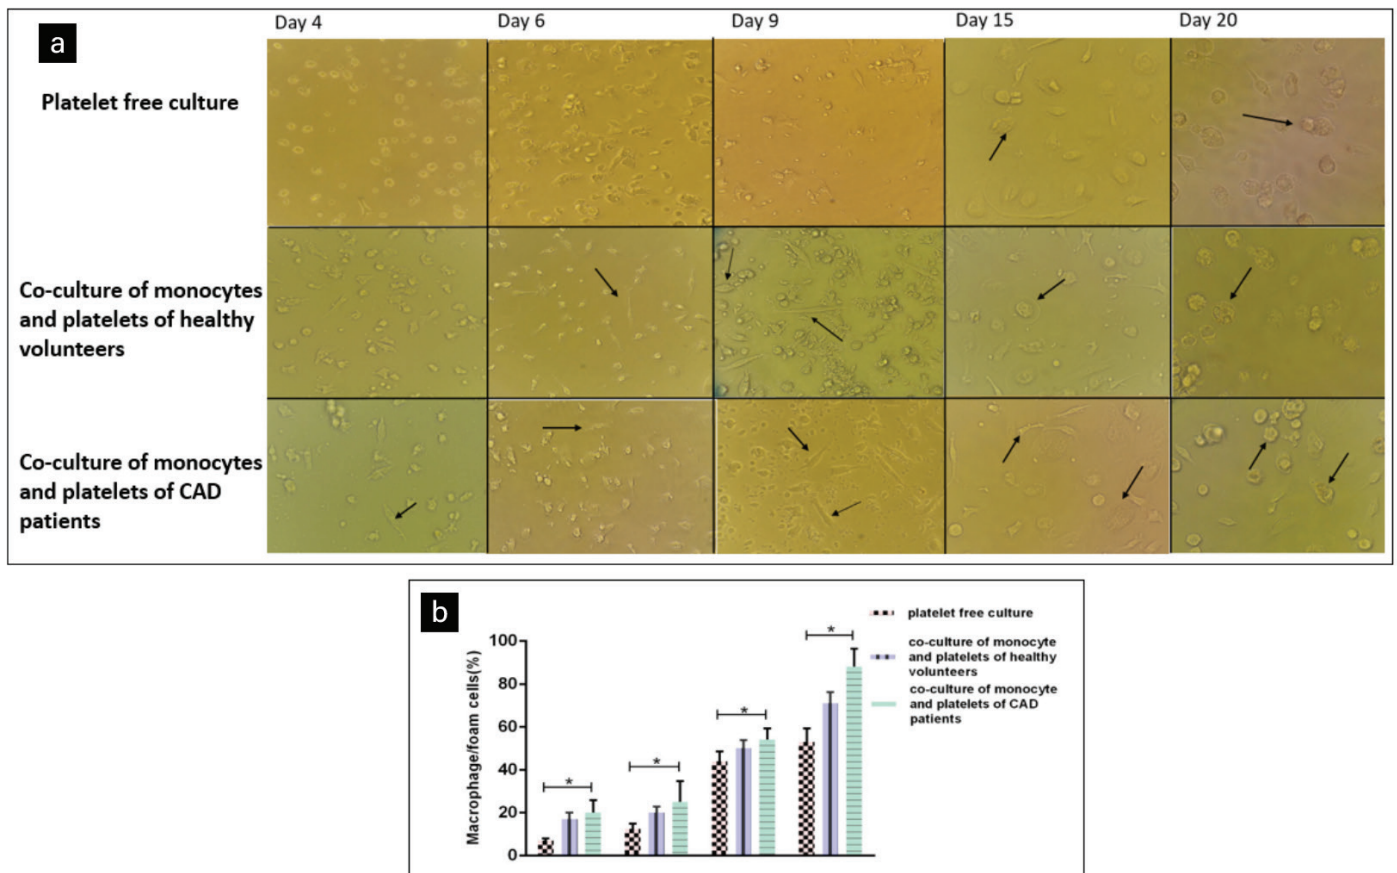 Day 4 Day 6 Day 9 Day 15 Day 20
a
Platelet free culture
Co-culture of monocytes
and platelets of healthy
volunteers
Co-culture of monocytes
and platelets of CAD
patients
b
Macrophage/foam cells(%)
100
80
60
40
20
0
*
*
*
*
platelet free culture
co-culture of monocyte
and platelets of healthy
volunteers
co-culture of monocyte
and platelets of CAD
patients